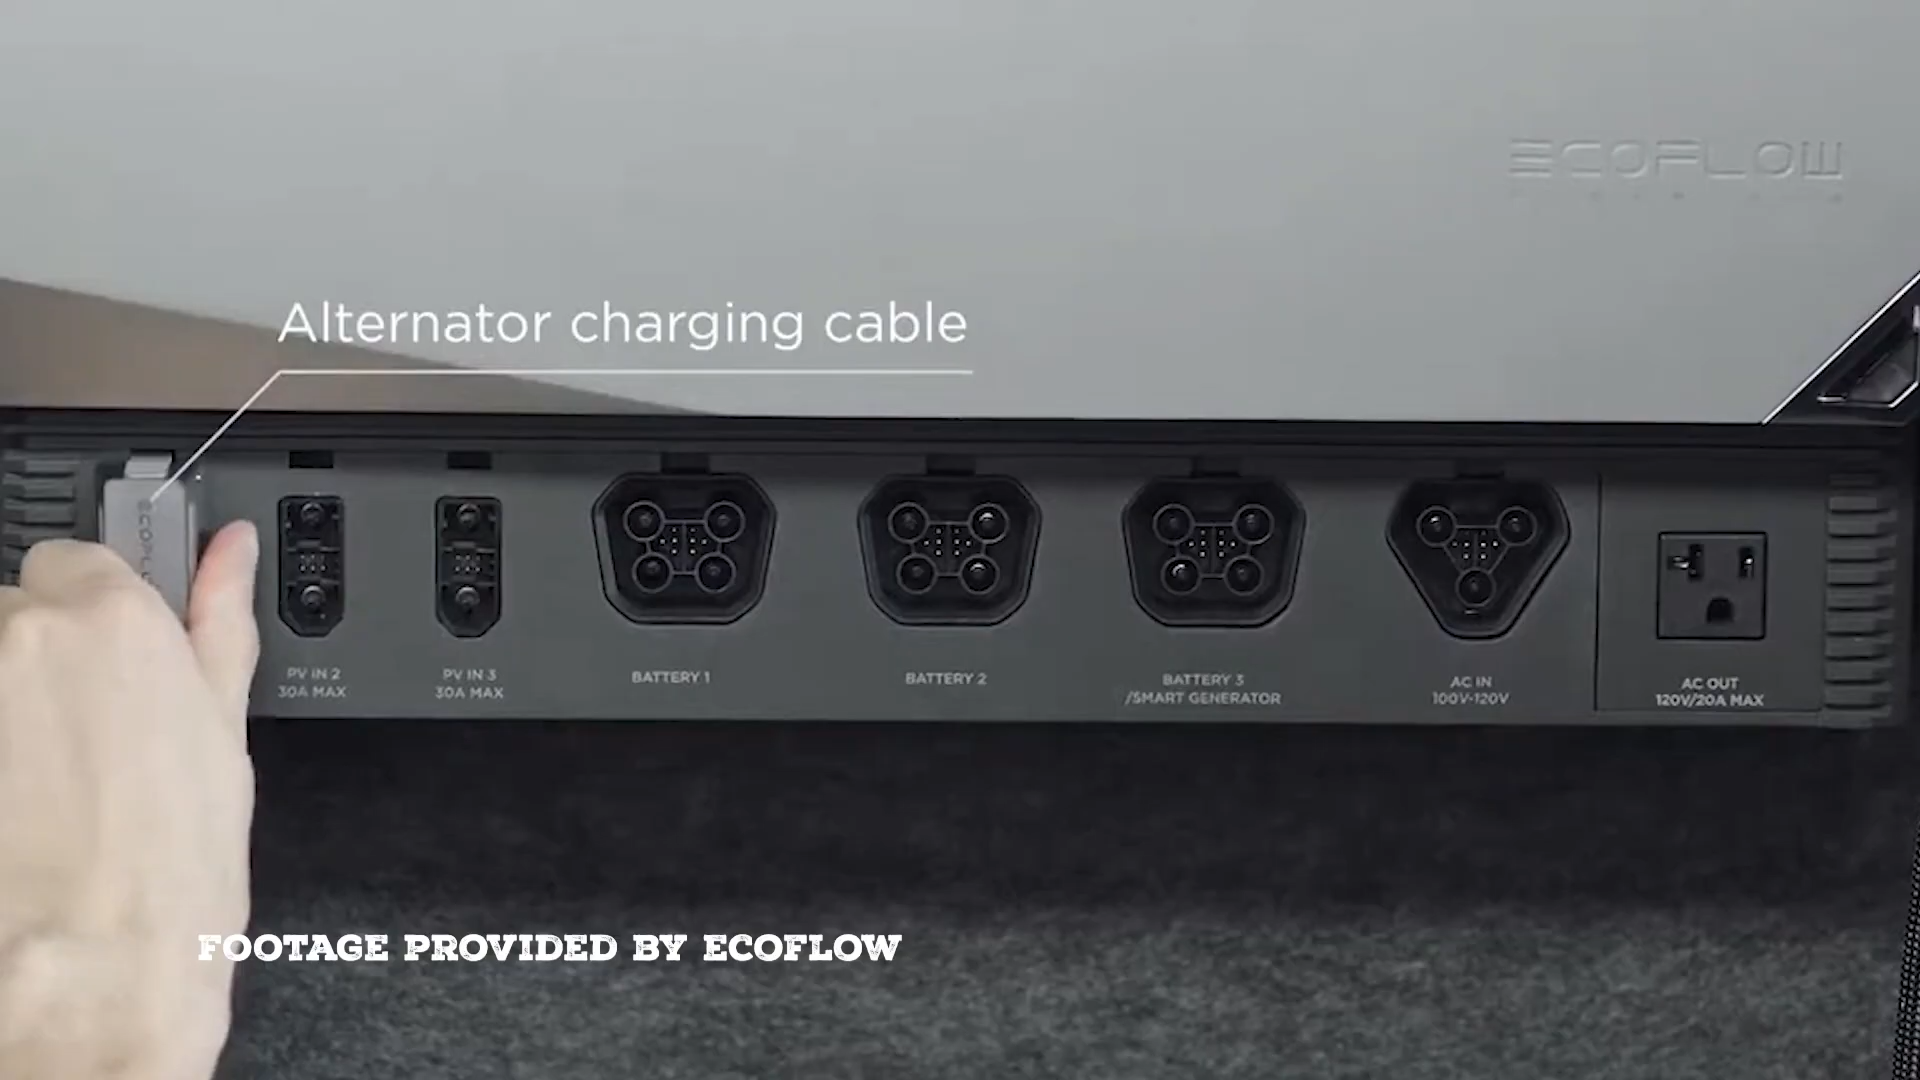 ECOFLOW
Alternator charging cable
ECOFLOW
PV IN 2
30A MAX
PV IN 3
30A MAX
BATTERY 1
BATTERY 2
BATTERY 3
/SMART GENERATOR
AC IN
100V-120V
AC OUT
120V/20A MAX
FOOTAGE PROVIDED BY ECOFLOW